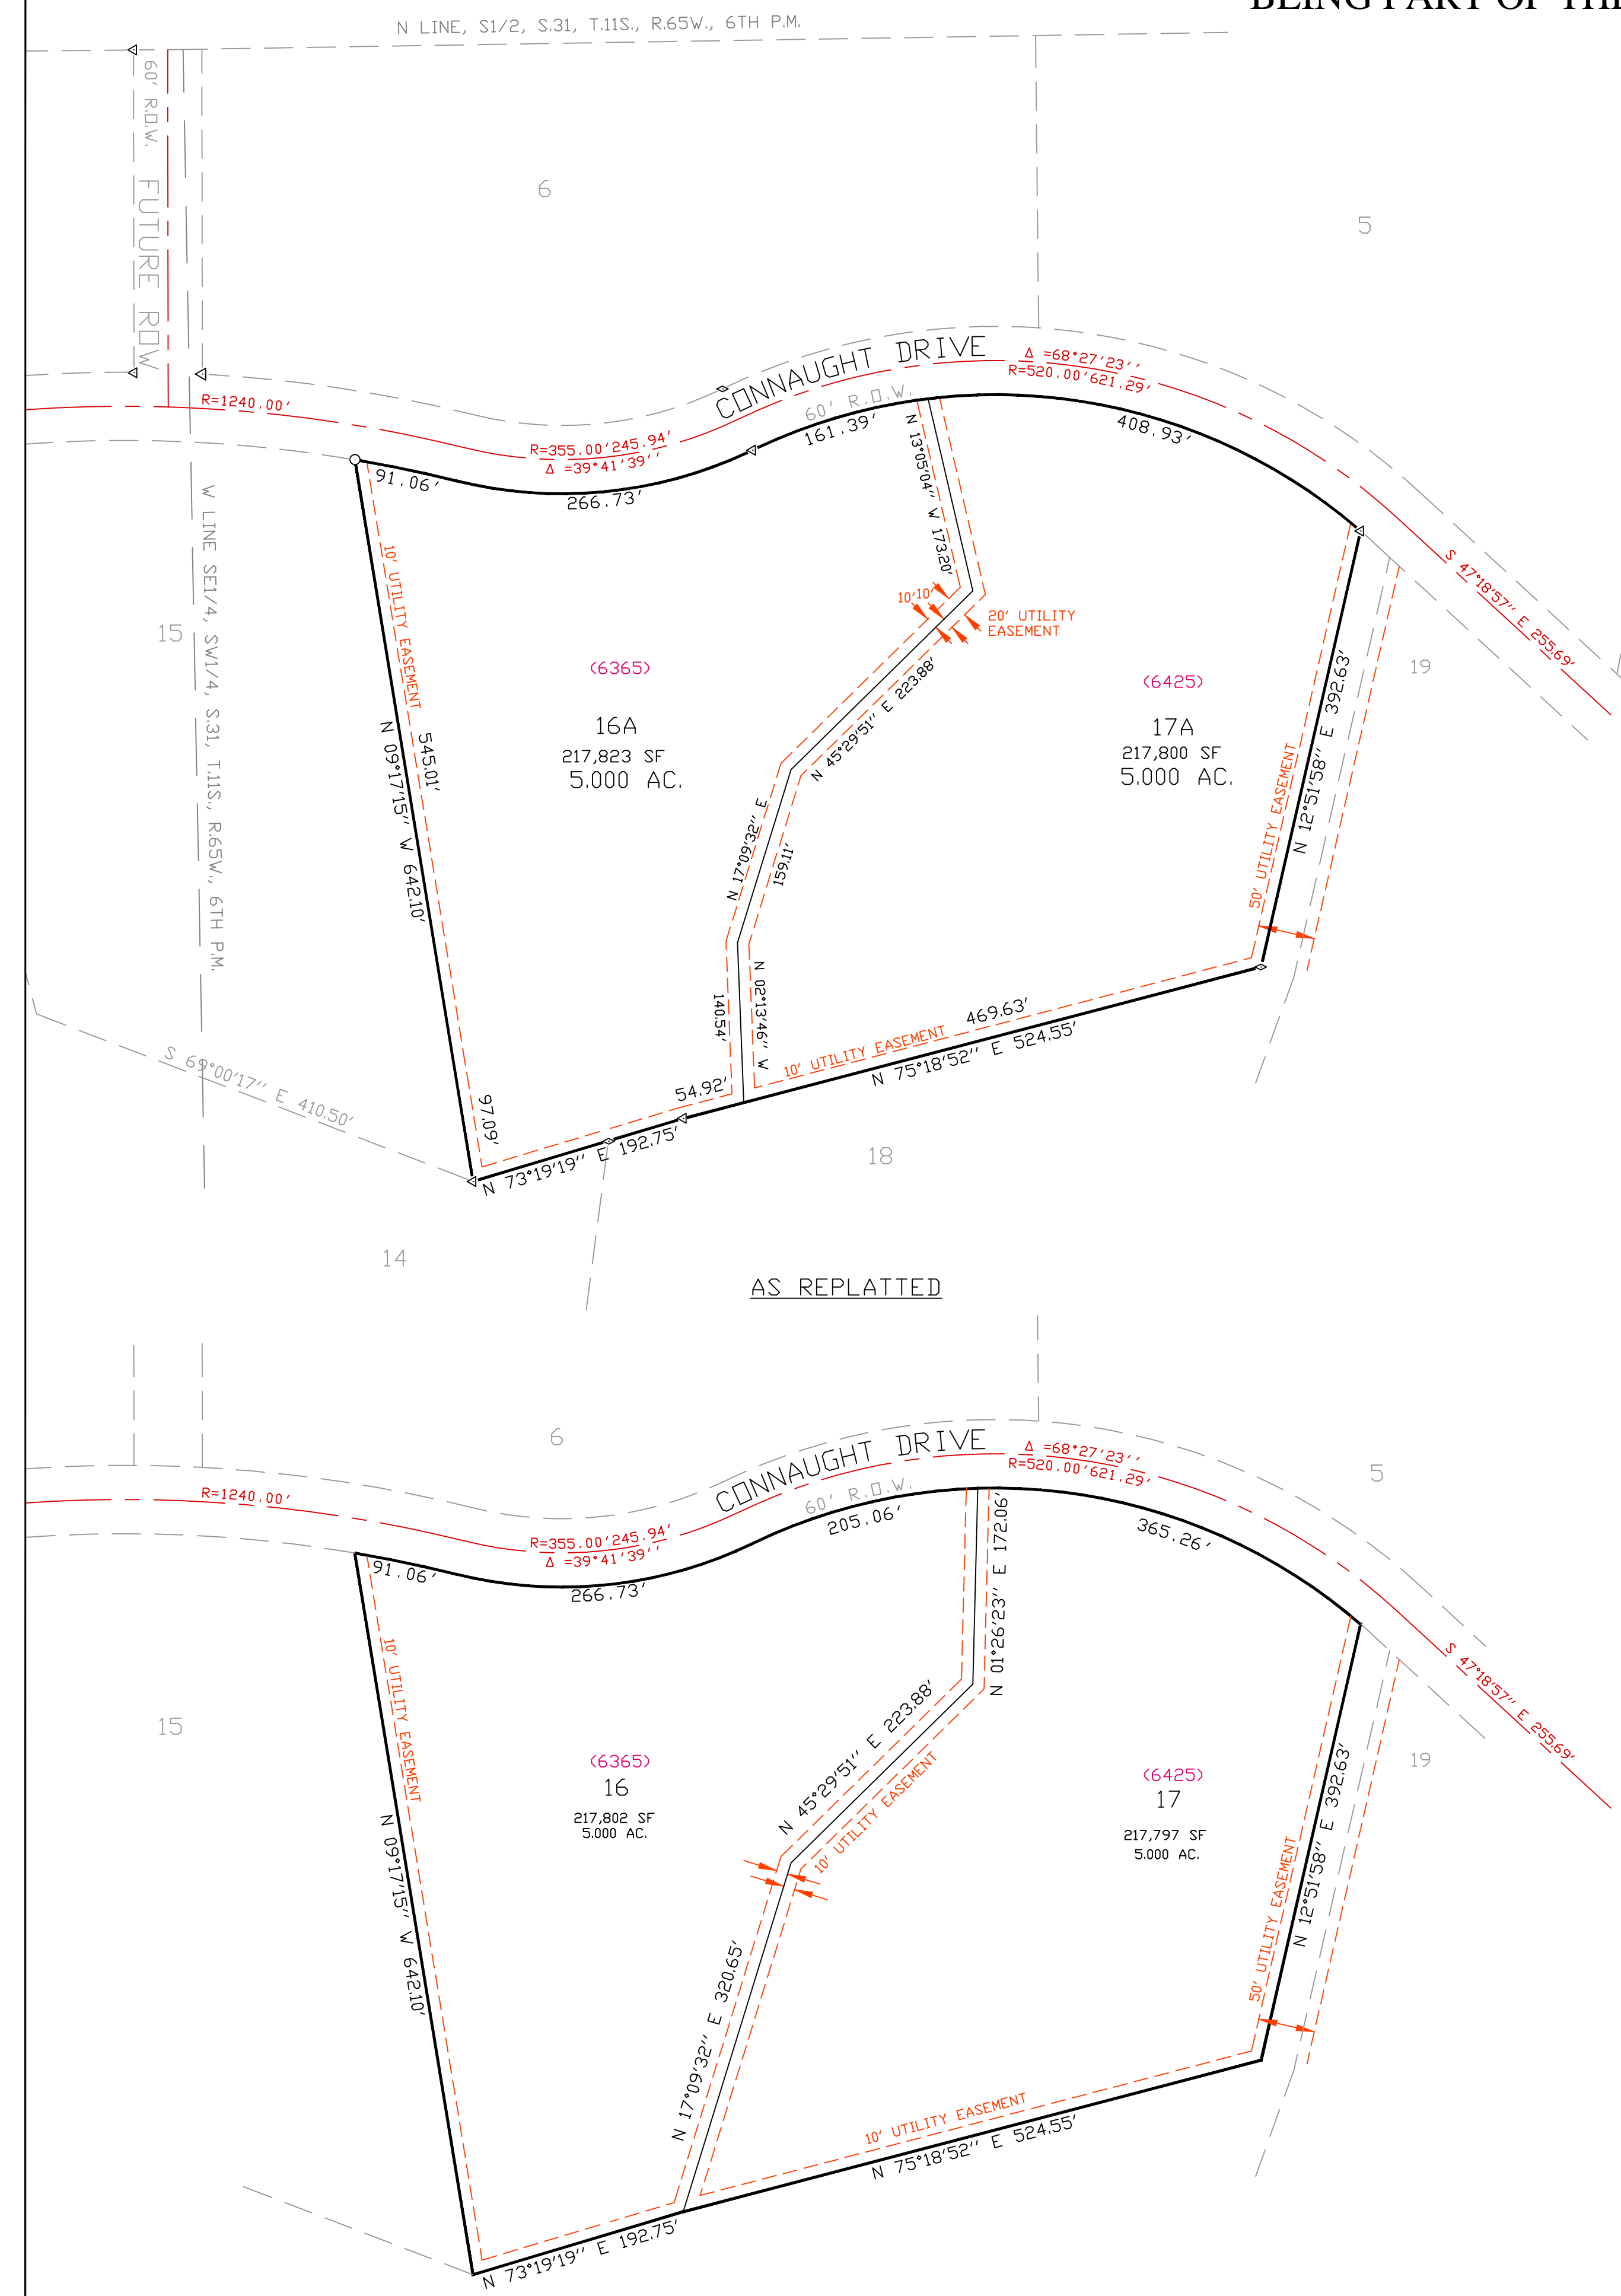 BEING PART OF THE
N LINE, S1/2, S.31, T.11S., R.65W., 6TH P.M.
60' R.O.W.
FUTURE ROW
6
5
CONNAUGHT DRIVE
60' R.O.W.
Δ =68°27'23''
R=520.00'621.29'
R=1240.00'
R=355.00'245.94'
Δ =39°41'39''
91.06'
266.73'
161.39'
408.93'
N 13°05'04'' W 173.20'
S 47°18'57'' E 255.69'
W LINE SE1/4, SW1/4, S.31, T.11S., R.65W., 6TH P.M.
10' UTILITY EASEMENT
10'10'
20' UTILITY
EASEMENT
15
19
(6365)
16A
217,823 SF
5.000 AC.
(6425)
17A
217,800 SF
5.000 AC.
N 45°29'51'' E 223.88'
545.01'
N 09°17'15'' W 642.10'
N 17°09'32'' E
159.11'
N 12°51'58'' E 392.63'
50' UTILITY EASEMENT
140.54'
N 02°13'46'' W
469.63'
10' UTILITY EASEMENT
N 75°18'52'' E 524.55'
S 69°00'17'' E 410.50'
54.92'
97.09'
N 73°19'19'' E 192.75'
18
14
AS REPLATTED
6
5
CONNAUGHT DRIVE
60' R.O.W.
Δ =68°27'23''
R=520.00'621.29'
R=1240.00'
R=355.00'245.94'
Δ =39°41'39''
91.06'
266.73'
205.06'
365.26'
N 01°26'23'' E 172.06'
S 47°18'57'' E 255.69'
10' UTILITY EASEMENT
15
19
(6365)
16
217,802 SF
5.000 AC.
(6425)
17
217,797 SF
5.000 AC.
N 45°29'51'' E 223.88'
10' UTILITY EASEMENT
N 09°17'15'' W 642.10'
N 17°09'32'' E 320.65'
N 12°51'58'' E 392.63'
50' UTILITY EASEMENT
10' UTILITY EASEMENT
N 75°18'52'' E 524.55'
N 73°19'19'' E 192.75'